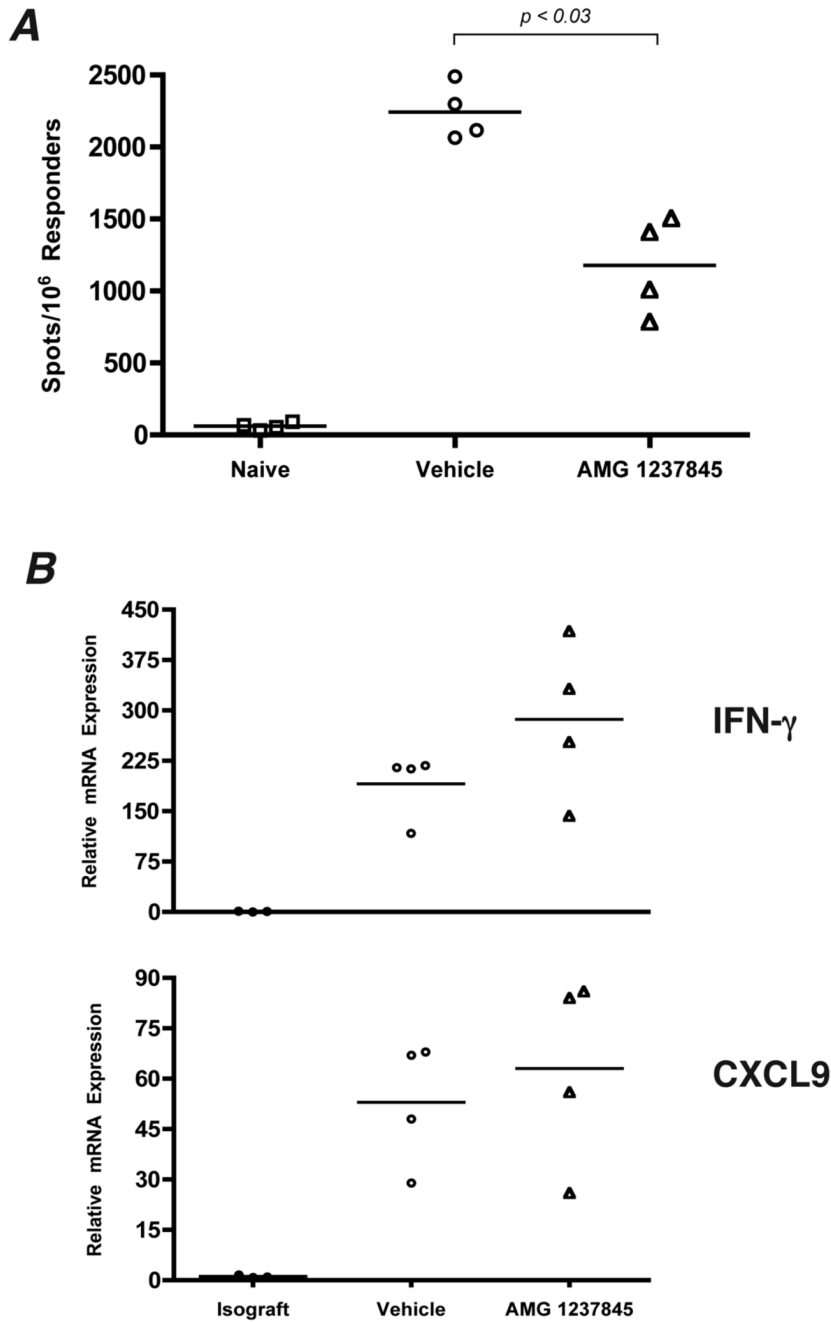 A
p < 0.03
Spots/10⁶ Responders
2500
2000
1500
1000
500
0
Naive Vehicle AMG 1237845
B
Relative mRNA Expression
450
375
300
225
150
75
0
IFN-γ
Relative mRNA Expression
90
75
60
45
30
15
0
CXCL9
Isograft Vehicle AMG 1237845